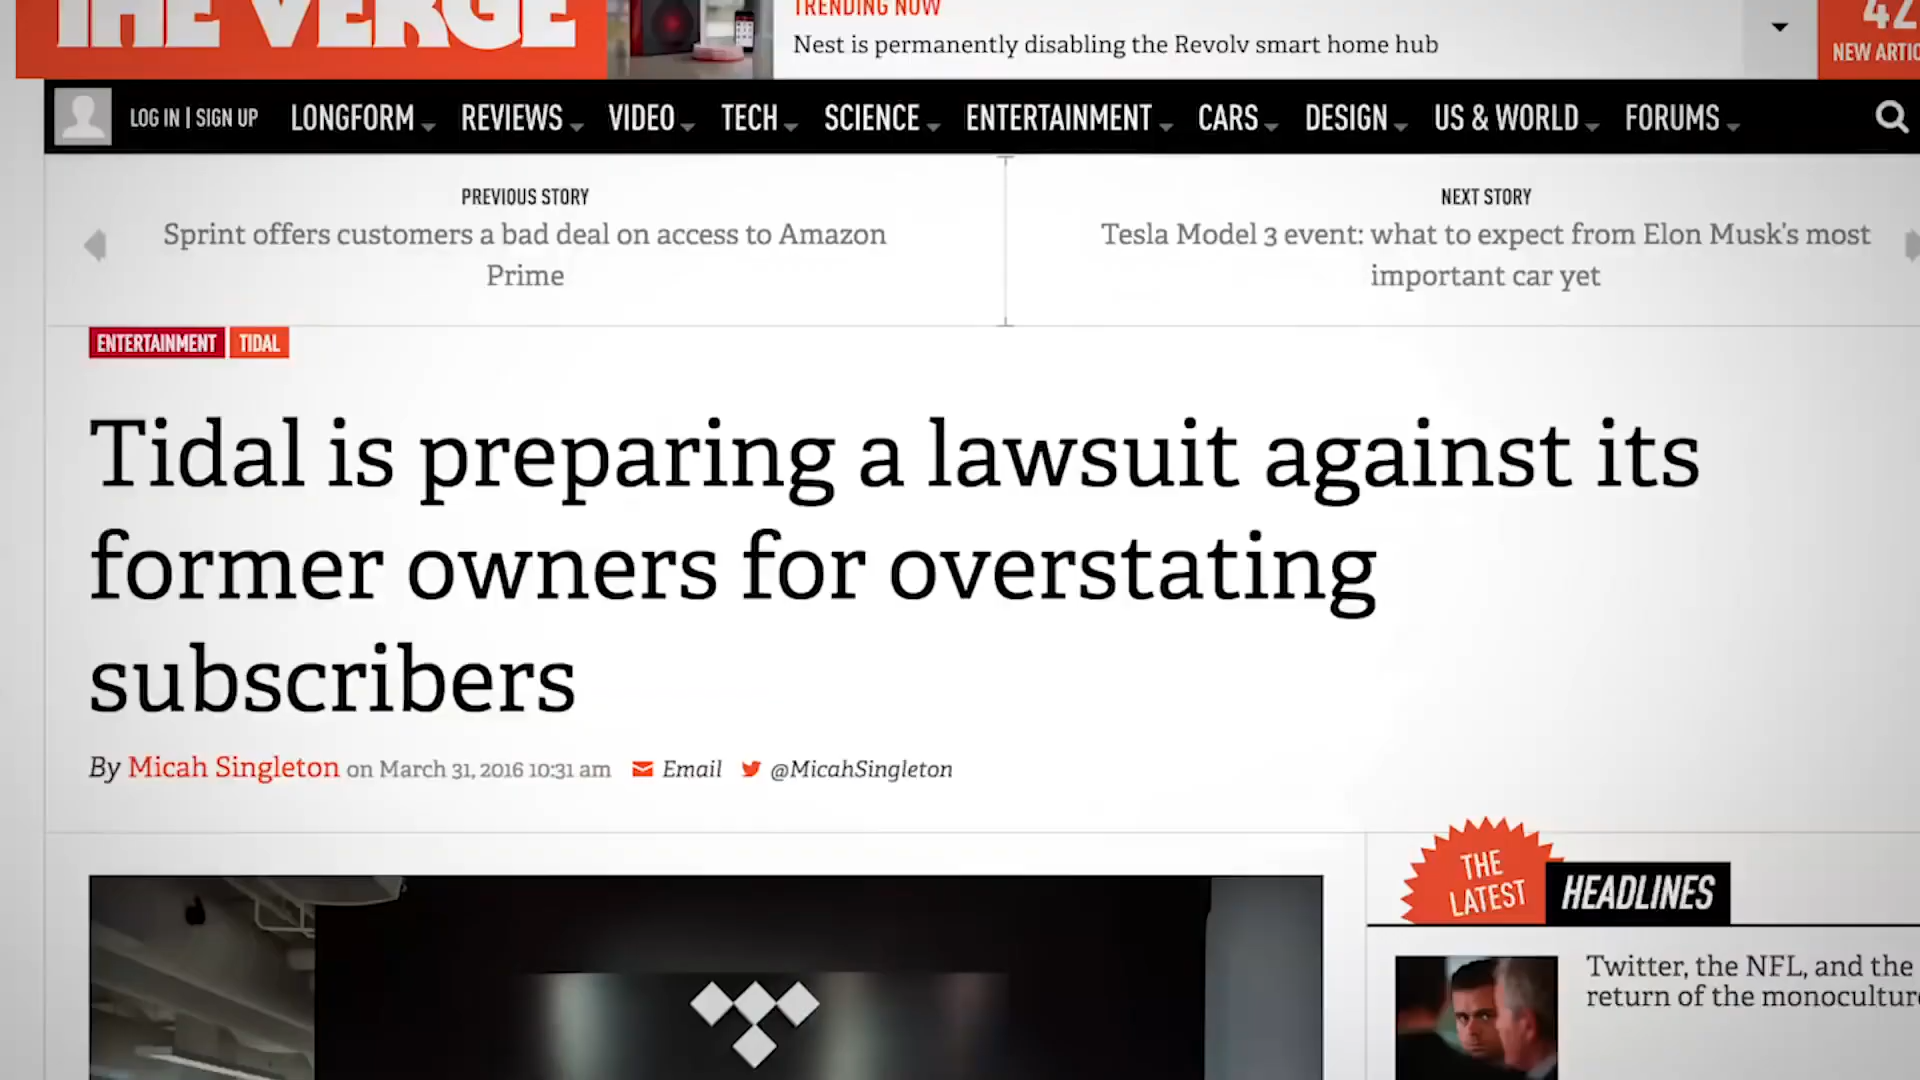 THE VERGE
TRENDING NOW
Nest is permanently disabling the Revolv smart home hub
42
NEW
LOG IN | SIGN UP LONGFORM REVIEWS VIDEO TECH SCIENCE ENTERTAINMENT CARS DESIGN US & WORLD FORUMS
PREVIOUS STORY
Sprint offers customers a bad deal on access to Amazon
Prime
NEXT STORY
Tesla Model 3 event: what to expect from Elon Musk's most
important car yet
ENTERTAINMENT TIDAL
Tidal is preparing a lawsuit against its
former owners for overstating
subscribers
By Micah Singleton on March 31, 2016 10:31 am Email @MicahSingleton
THE
LATEST
HEADLINES
Twitter, the NFL, and the
return of the monoculture